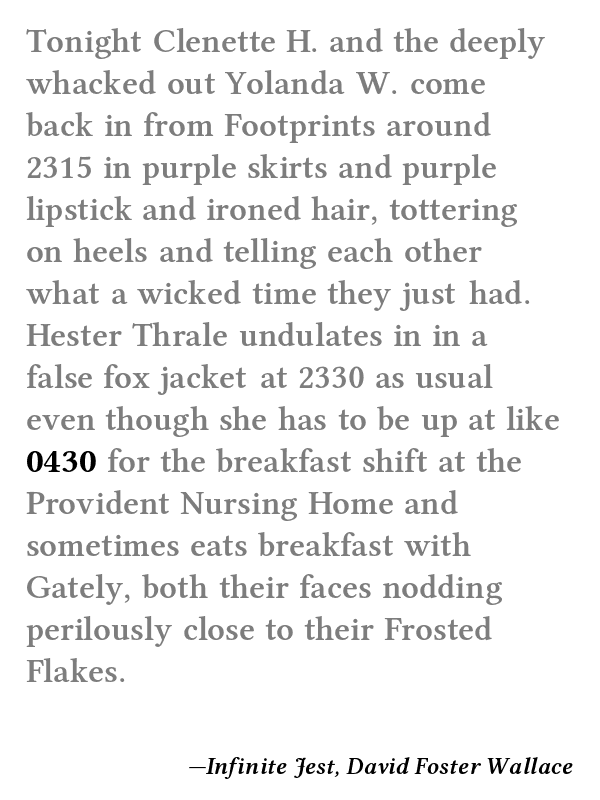 Tonight Clenette H. and the deeply
whacked out Yolanda W. come
back in from Footprints around
2315 in purple skirts and purple
lipstick and ironed hair, tottering
on heels and telling each other
what a wicked time they just had.
Hester Thrale undulates in in a
false fox jacket at 2330 as usual
even though she has to be up at like
0430 for the breakfast shift at the
Provident Nursing Home and
sometimes eats breakfast with
Gately, both their faces nodding
perilously close to their Frosted
Flakes.
—Infinite Jest, David Foster Wallace